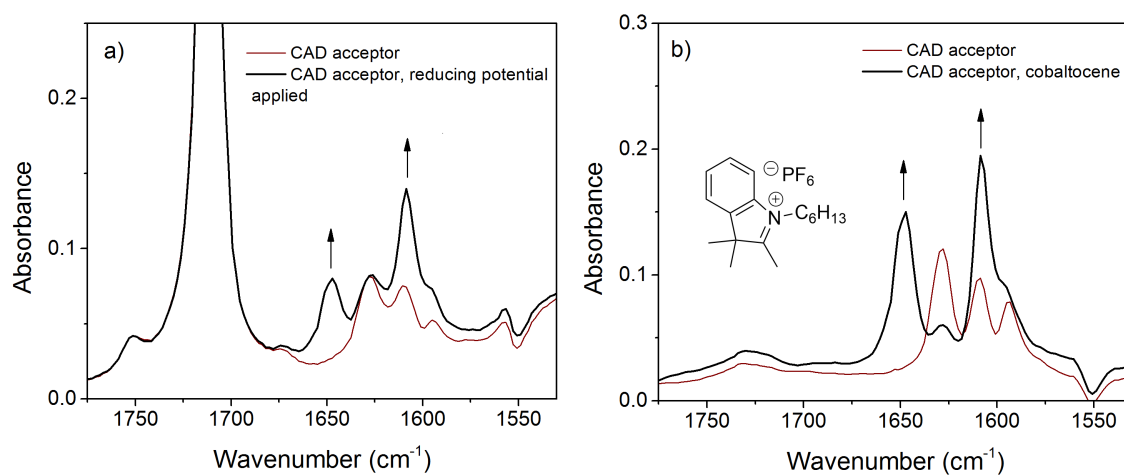 a)
CAD acceptor
CAD acceptor, reducing potential
applied
0.2
0.1
0.0
Absorbance
1750 1700 1650 1600 1550
Wavenumber (cm-1)
b)
CAD acceptor
CAD acceptor, cobaltocene
0.3
0.2
0.1
0.0
Absorbance
− PF6
+
N
C6H13
1750 1700 1650 1600 1550
Wavenumber (cm-1)